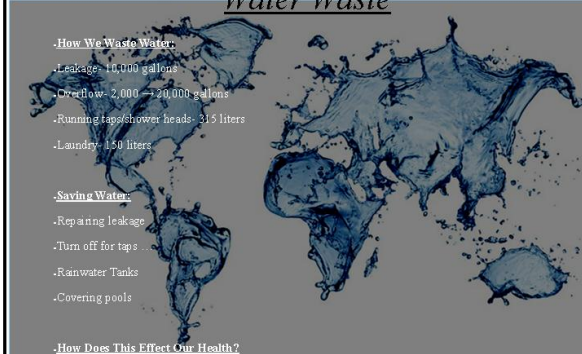 Water Waste
How We Waste Water:
Leakage- 10,000 gallons
Overflow- 2,000 → 20,000 gallons
Running taps/shower heads- 315 liters
Laundry- 150 liters
Saving Water:
Repairing leakage
Turn off for taps …
Rainwater Tanks
Covering pools
How Does This Effect Our Health?